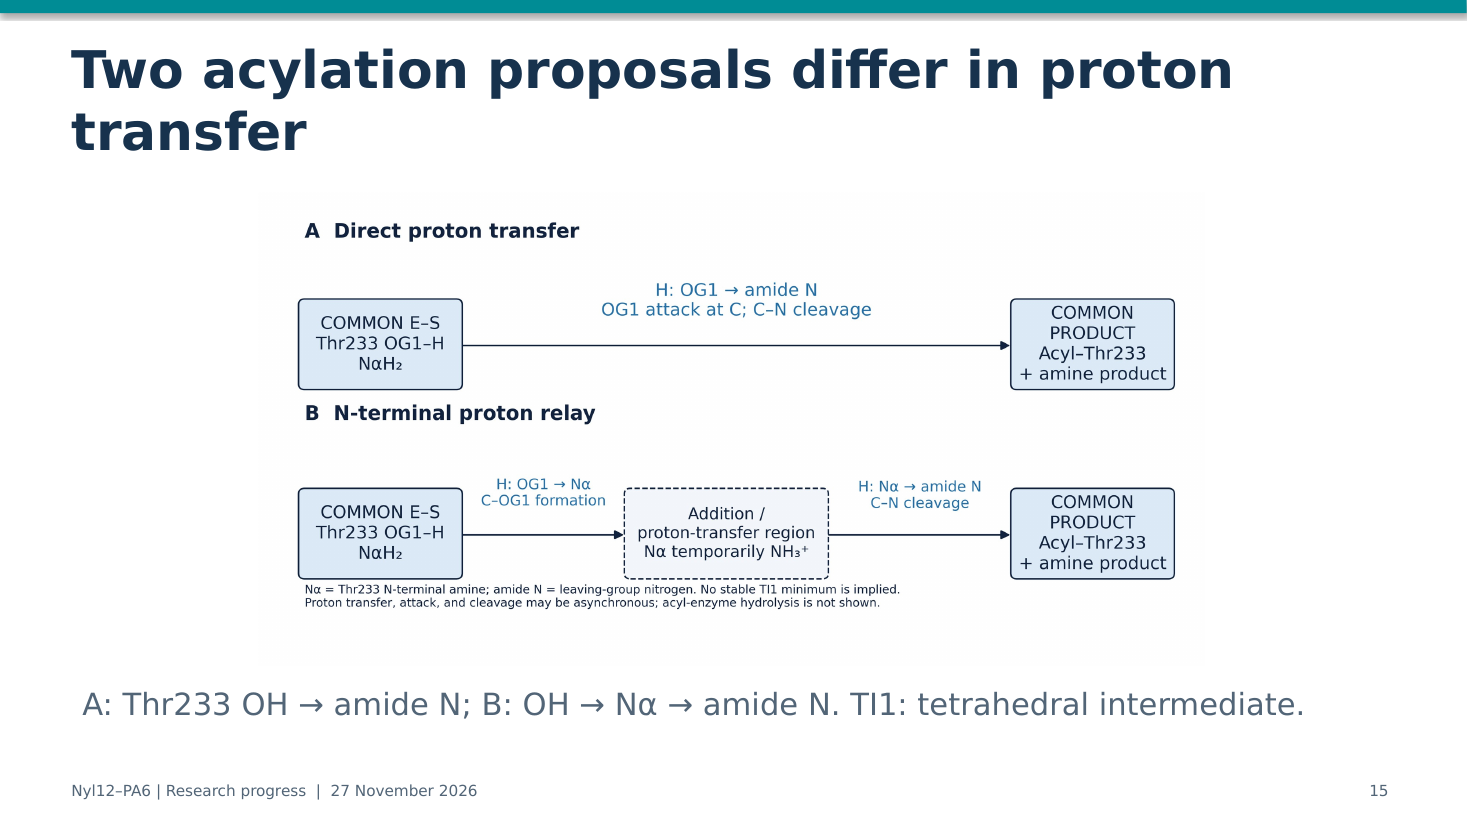 Two acylation proposals differ in proton
transfer
A Direct proton transfer
H: OG1 → amide N
OG1 attack at C; C–N cleavage
COMMON E–S
Thr233 OG1–H
NαH₂
COMMON
PRODUCT
Acyl–Thr233
+ amine product
B N-terminal proton relay
H: OG1 → Nα
C–OG1 formation
H: Nα → amide N
C–N cleavage
COMMON E–S
Thr233 OG1–H
NαH₂
Addition /
proton-transfer region
Nα temporarily NH₃⁺
COMMON
PRODUCT
Acyl–Thr233
+ amine product
Nα = Thr233 N-terminal amine; amide N = leaving-group nitrogen. No stable TI1 minimum is implied.
Proton transfer, attack, and cleavage may be asynchronous; acyl-enzyme hydrolysis is not shown.
A: Thr233 OH → amide N; B: OH → Nα → amide N. TI1: tetrahedral intermediate.
Nyl12–PA6 | Research progress | 27 November 2026
15